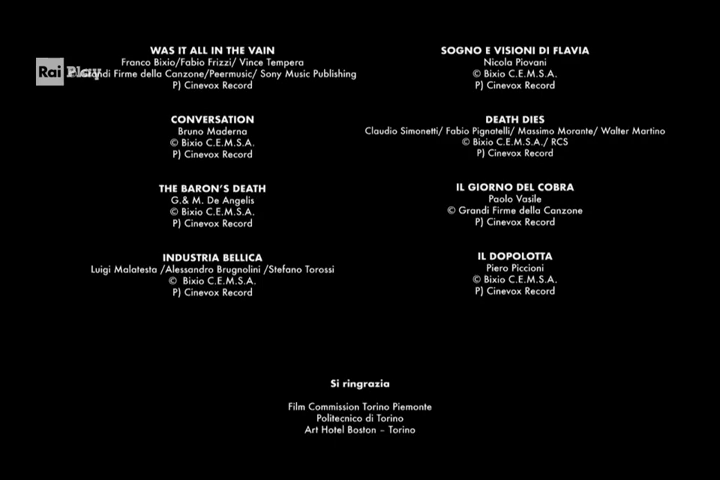 Rai Play
WAS IT ALL IN THE VAIN
Franco Bixio/Fabio Frizzi/ Vince Tempera
Grandi Firme della Canzone/Peermusic/ Sony Music Publishing
P) Cinevox Record
CONVERSATION
Bruno Maderna
© Bixio C.E.M.S.A.
P) Cinevox Record
THE BARON'S DEATH
G.& M. De Angelis
© Bixio C.E.M.S.A.
P) Cinevox Record
INDUSTRIA BELLICA
Luigi Malatesta /Alessandro Brugnolini /Stefano Torossi
© Bixio C.E.M.S.A.
P) Cinevox Record
SOGNO E VISIONI DI FLAVIA
Nicola Piovani
© Bixio C.E.M.S.A.
P) Cinevox Record
DEATH DIES
Claudio Simonetti/ Fabio Pignatelli/ Massimo Morante/ Walter Martino
© Bixio C.E.M.S.A./ RCS
P) Cinevox Record
IL GIORNO DEL COBRA
Paolo Vasile
© Grandi Firme della Canzone
P) Cinevox Record
IL DOPOLOTTA
Piero Piccioni
© Bixio C.E.M.S.A.
P) Cinevox Record
Si ringrazia
Film Commission Torino Piemonte
Politecnico di Torino
Art Hotel Boston – Torino